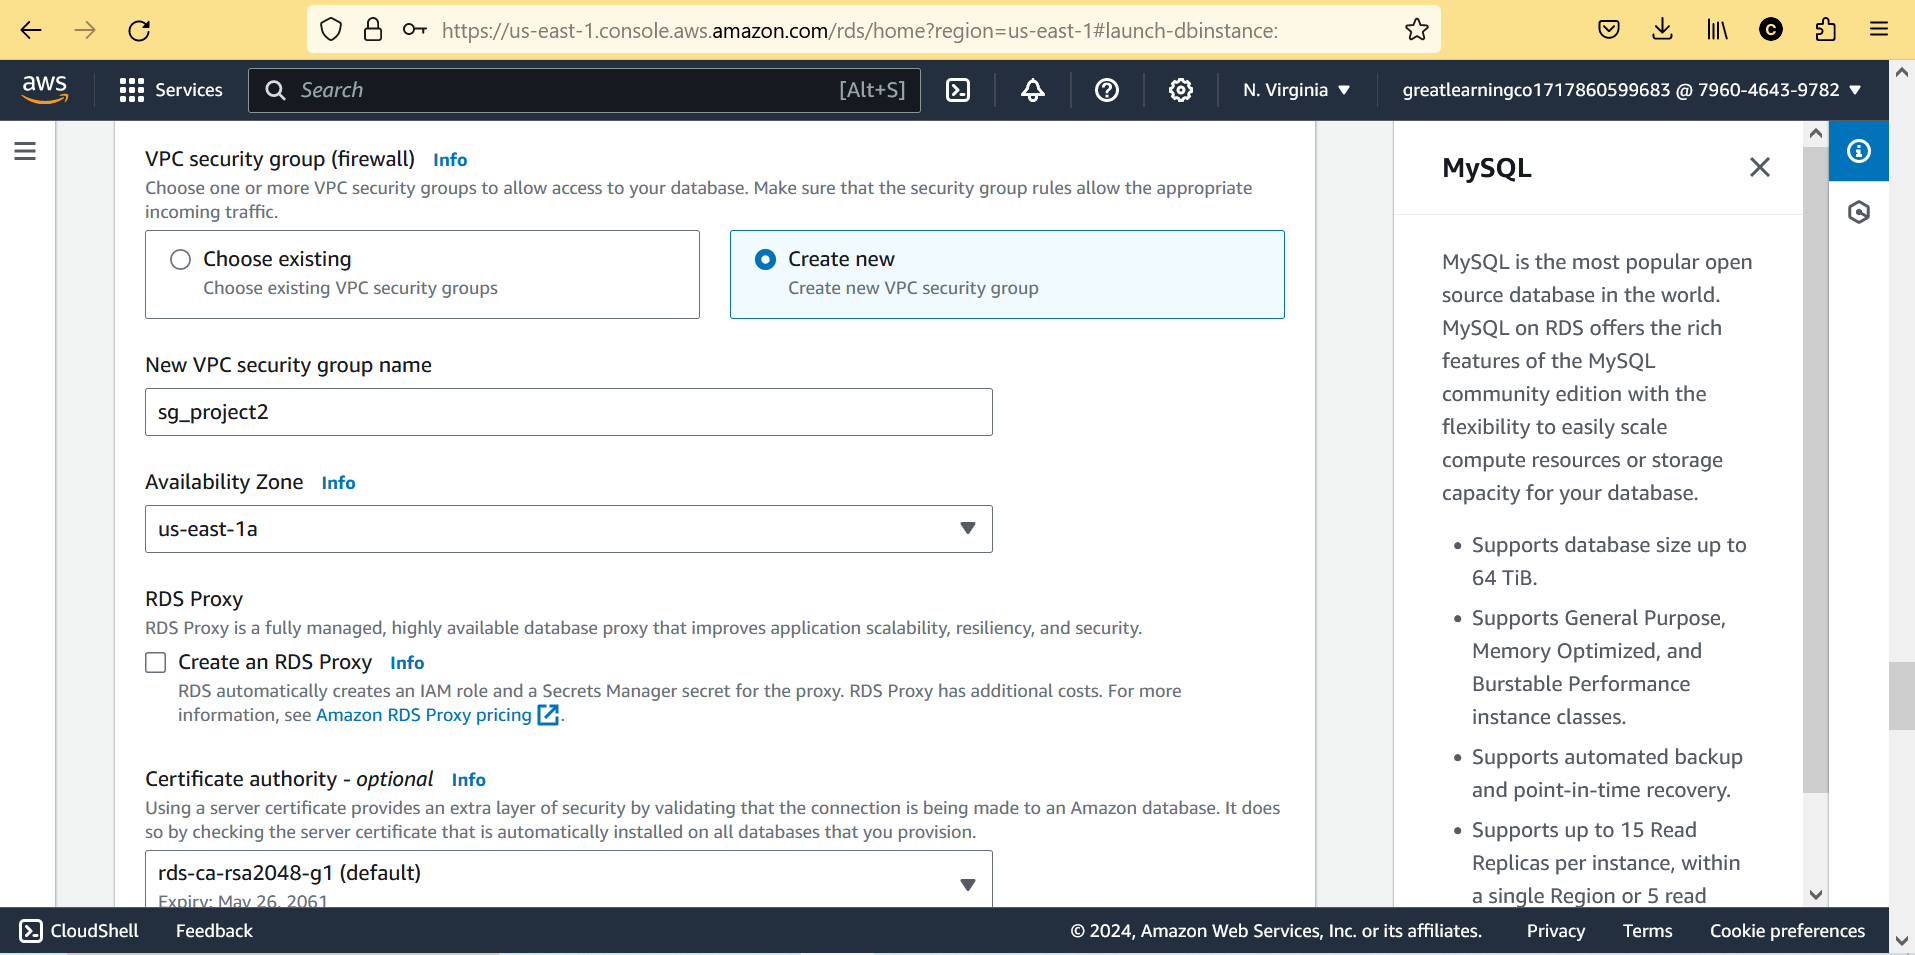 https://us-east-1.console.aws.amazon.com/rds/home?region=us-east-1#launch-dbinstance:
C
aws
Services
Search
[Alt+S]
N. Virginia
greatlearningco1717860599683 @ 7960-4643-9782
VPC security group (firewall) Info
Choose one or more VPC security groups to allow access to your database. Make sure that the security group rules allow the appropriate
incoming traffic.
Choose existing
Choose existing VPC security groups
Create new
Create new VPC security group
New VPC security group name
sg_project2
Availability Zone Info
us-east-1a
RDS Proxy
RDS Proxy is a fully managed, highly available database proxy that improves application scalability, resiliency, and security.
Create an RDS Proxy Info
RDS automatically creates an IAM role and a Secrets Manager secret for the proxy. RDS Proxy has additional costs. For more
information, see Amazon RDS Proxy pricing.
Certificate authority - optional Info
Using a server certificate provides an extra layer of security by validating that the connection is being made to an Amazon database. It does
so by checking the server certificate that is automatically installed on all databases that you provision.
rds-ca-rsa2048-g1 (default)
Expiry: May 26, 2061
MySQL
MySQL is the most popular open
source database in the world.
MySQL on RDS offers the rich
features of the MySQL
community edition with the
flexibility to easily scale
compute resources or storage
capacity for your database.
• Supports database size up to
64 TiB.
• Supports General Purpose,
Memory Optimized, and
Burstable Performance
instance classes.
• Supports automated backup
and point-in-time recovery.
• Supports up to 15 Read
Replicas per instance, within
a single Region or 5 read
CloudShell
Feedback
© 2024, Amazon Web Services, Inc. or its affiliates.
Privacy
Terms
Cookie preferences